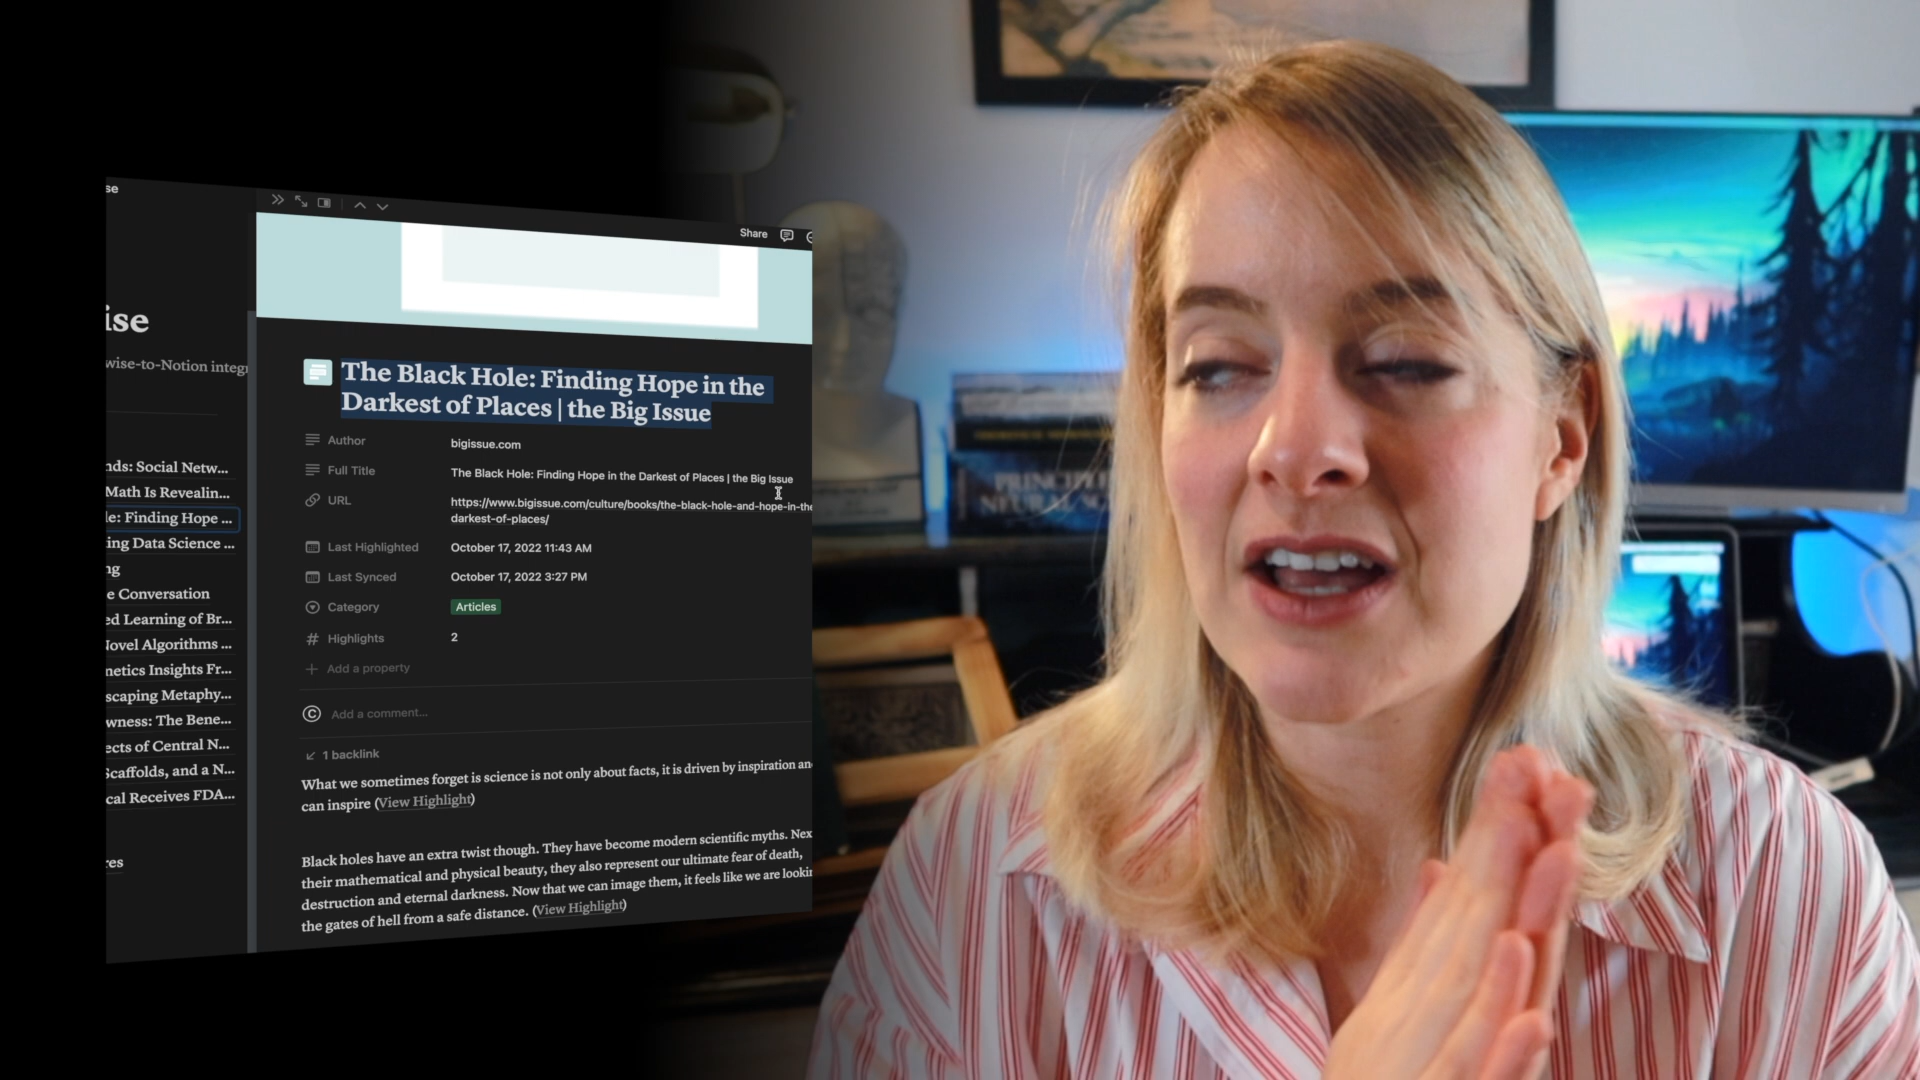 se
Share
ise
wise-to-Notion integ
nds: Social Netw...
Math Is Revealin...
le: Finding Hope ...
ing Data Science ...
ng
e Conversation
ed Learning of Br...
Novel Algorithms ...
netics Insights Fr...
scaping Metaphy...
wness: The Bene...
ects of Central N...
Scaffolds, and a N...
cal Receives FDA...
res
The Black Hole: Finding Hope in the
Darkest of Places | the Big Issue
Author bigissue.com
Full Title The Black Hole: Finding Hope in the Darkest of Places | the Big Issue
URL https://www.bigissue.com/culture/books/the-black-hole-and-hope-in-the
darkest-of-places/
Last Highlighted October 17, 2022 11:43 AM
Last Synced October 17, 2022 3:27 PM
Category Articles
Highlights 2
Add a property
C Add a comment...
1 backlink
What we sometimes forget is science is not only about facts, it is driven by inspiration an
can inspire (View Highlight)
Black holes have an extra twist though. They have become modern scientific myths. Nex
their mathematical and physical beauty, they also represent our ultimate fear of death,
destruction and eternal darkness. Now that we can image them, it feels like we are lookin
the gates of hell from a safe distance. (View Highlight)
PRINCIP
NEURAL